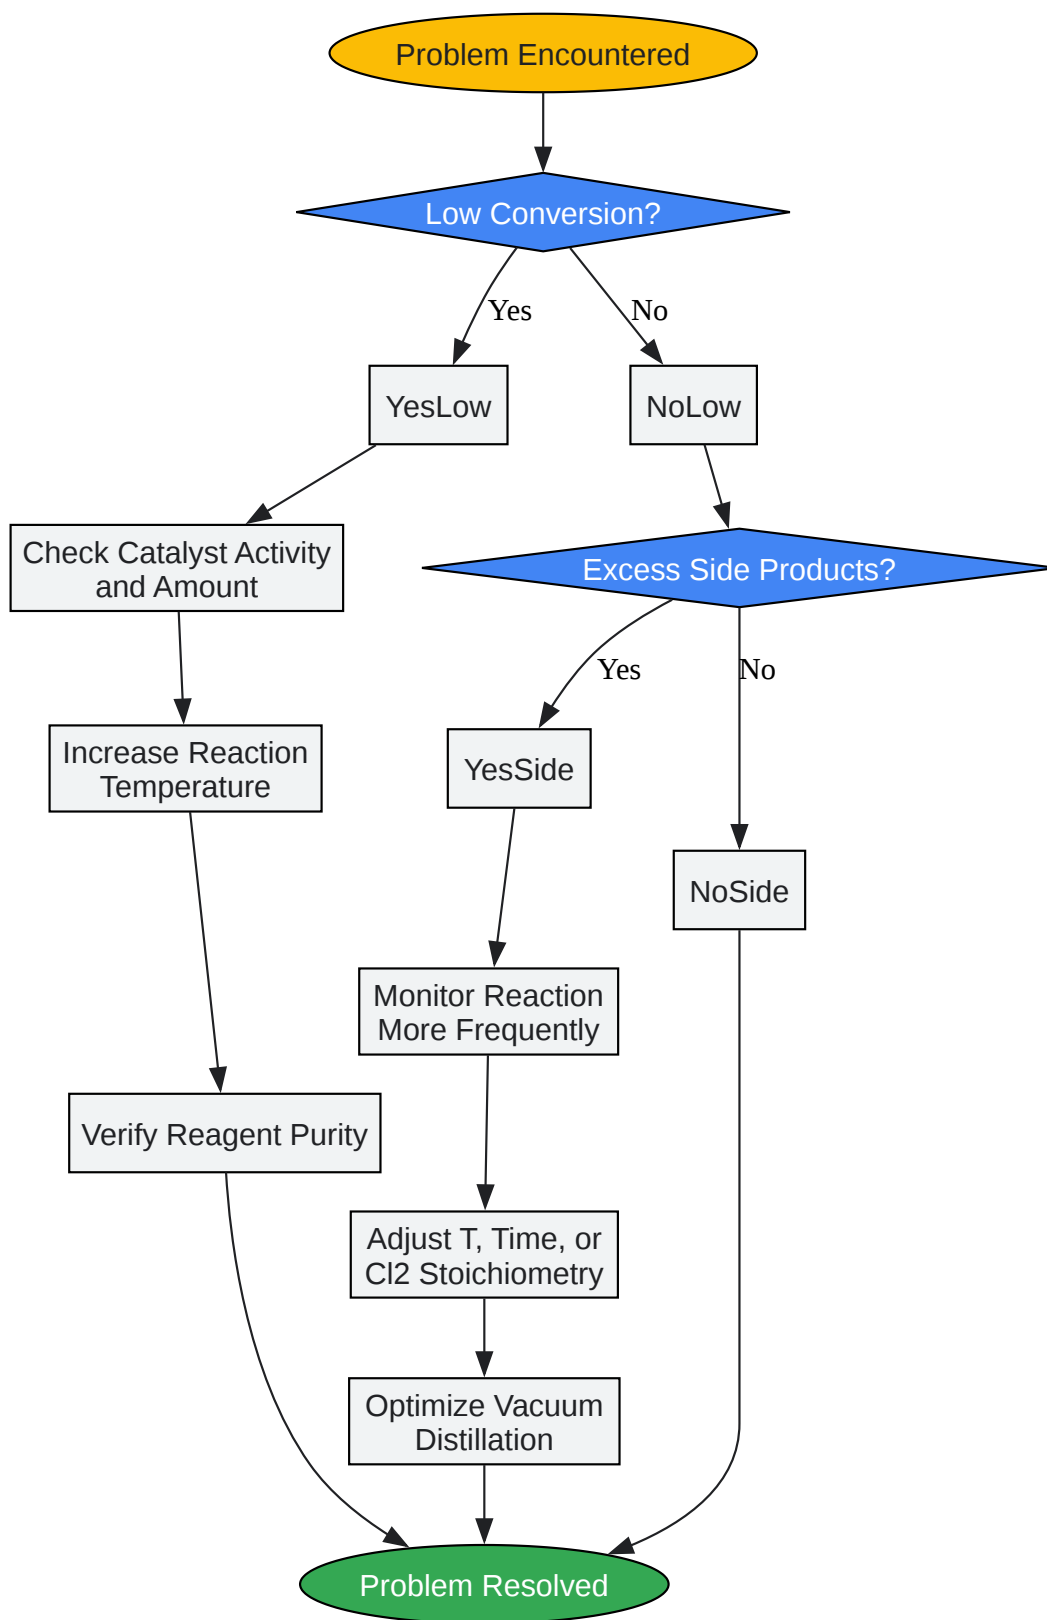 Problem Encountered
Low Conversion?
Yes
No
YesLow
NoLow
Check Catalyst Activity
and Amount
Excess Side Products?
Yes
No
Increase Reaction
Temperature
YesSide
NoSide
Monitor Reaction
More Frequently
Verify Reagent Purity
Adjust T, Time, or
Cl2 Stoichiometry
Optimize Vacuum
Distillation
Problem Resolved